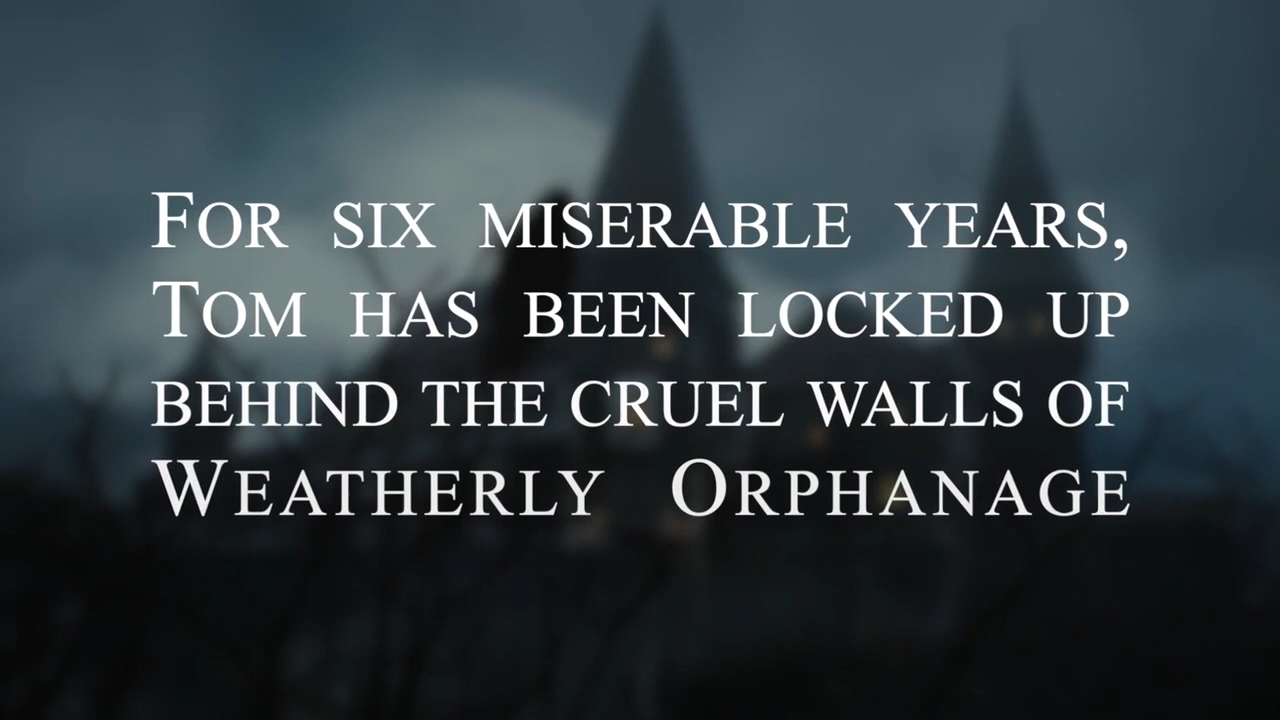 For six miserable years,
Tom has been locked up
behind the cruel walls of
Weatherly Orphanage